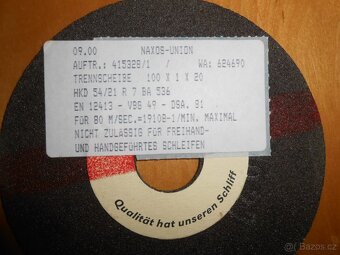 09.00 NAXOS-UNION
AUFTR.: 415328/1 / WA: 624690
TRENNSCHEIBE 100 X 1 X 20
HKD 54/21 R 7 BA 536
EN 12413 - VBG 49 - DSA. 81
FÜR 80 M/SEC.=19108-1/MIN. MAXIMAL
NICHT ZULÄSSIG FÜR FREIHAND-
UND HANDGEFÜHRTES SCHLEIFEN
Qualität hat unseren Schliff
Bazos.cz